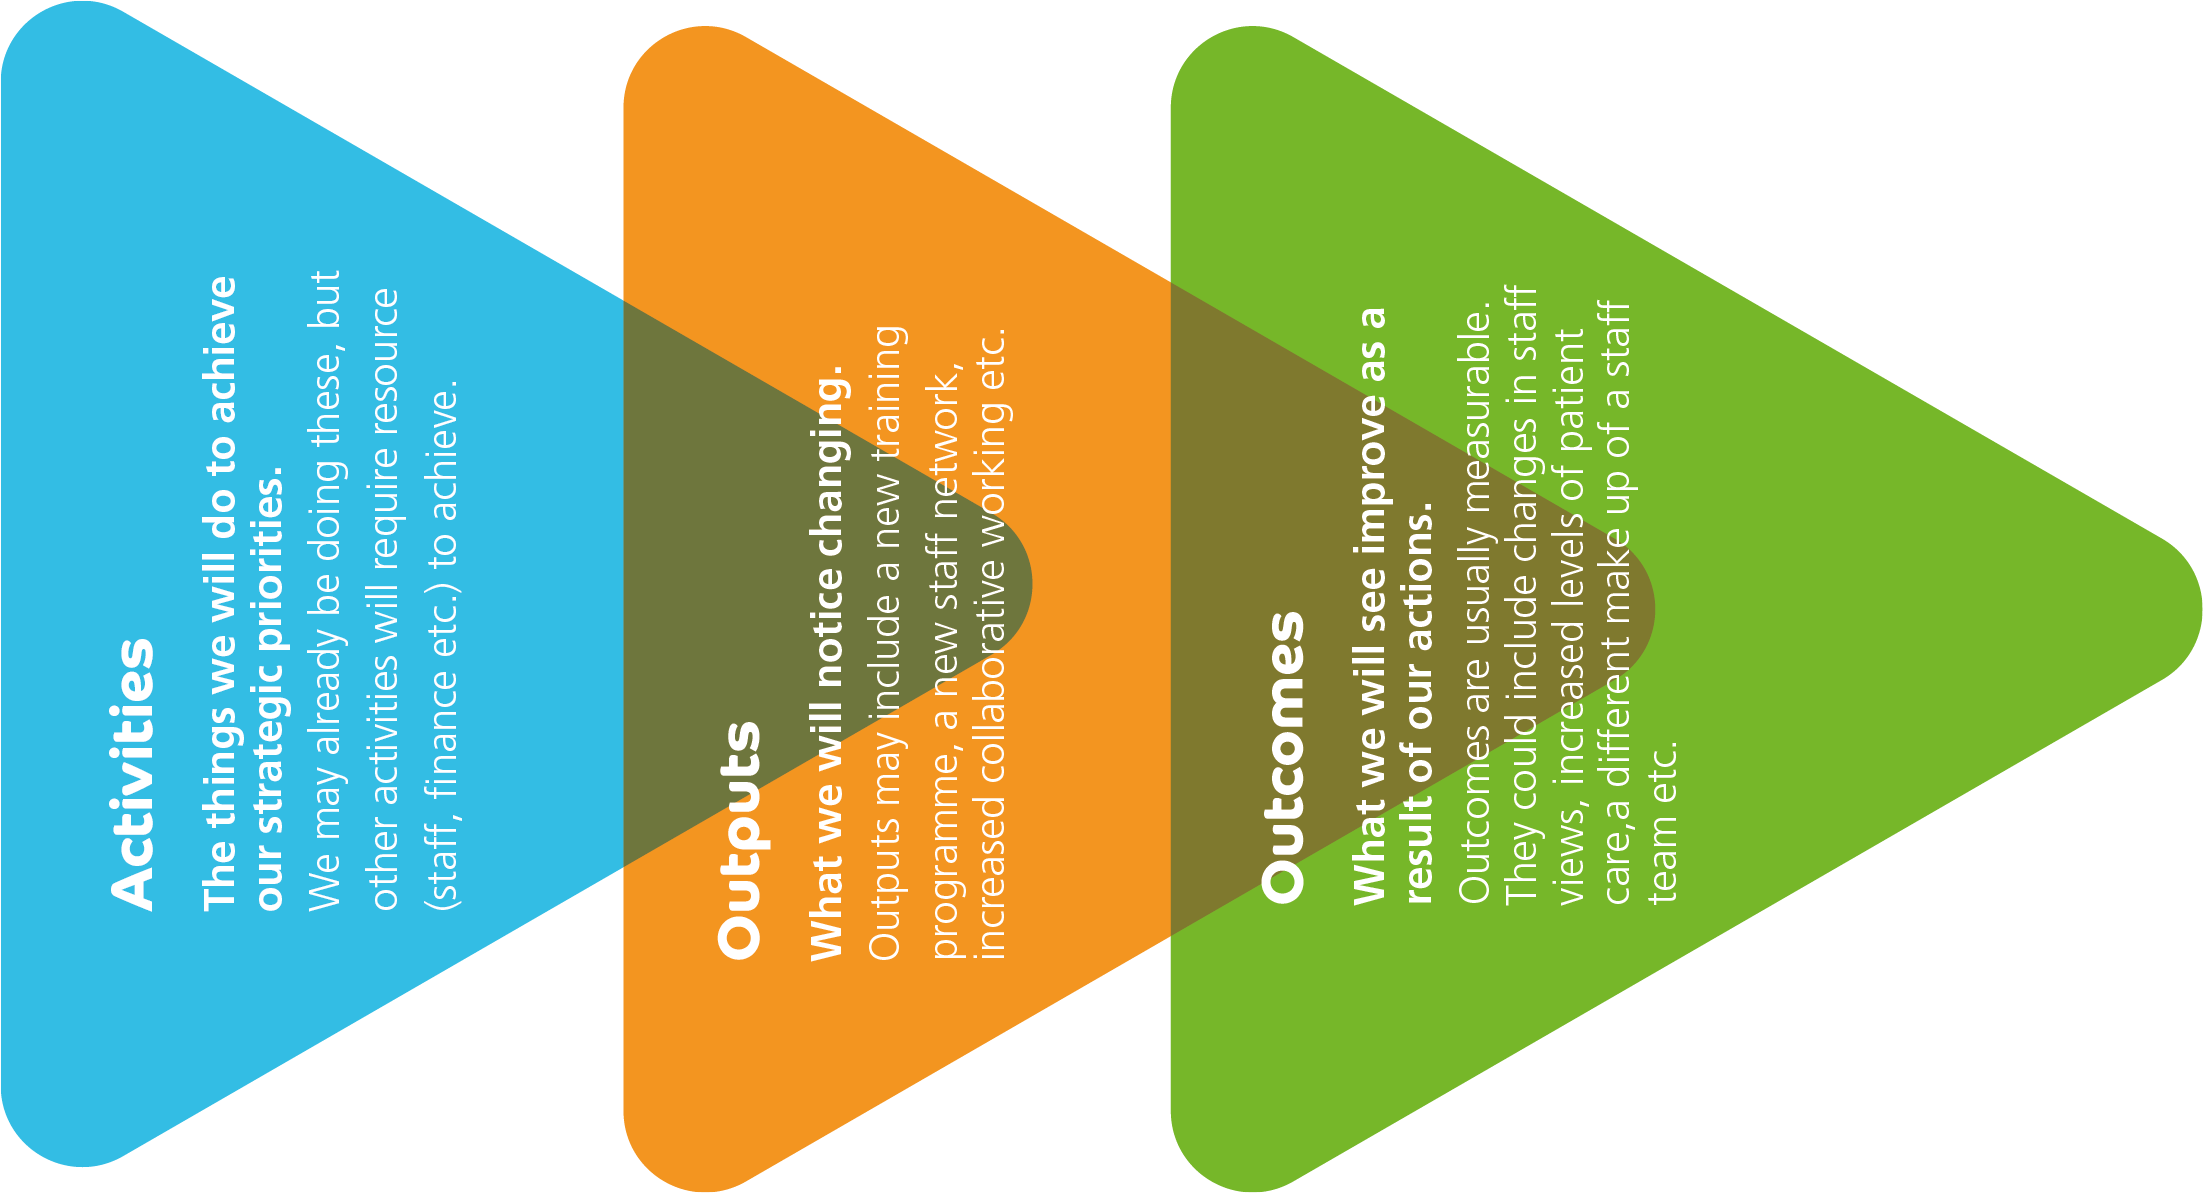 Activities
The things we will do to achieve
our strategic priorities.
We may already be doing these, but
other activities will require resource
(staff, finance etc.) to achieve.
Outputs
What we will notice changing.
Outputs may include a new training
programme, a new staff network,
increased collaborative working etc.
Outcomes
What we will see improve as a
result of our actions.
Outcomes are usually measurable.
They could include changes in staff
views, increased levels of patient
care,a different make up of a staff
team etc.